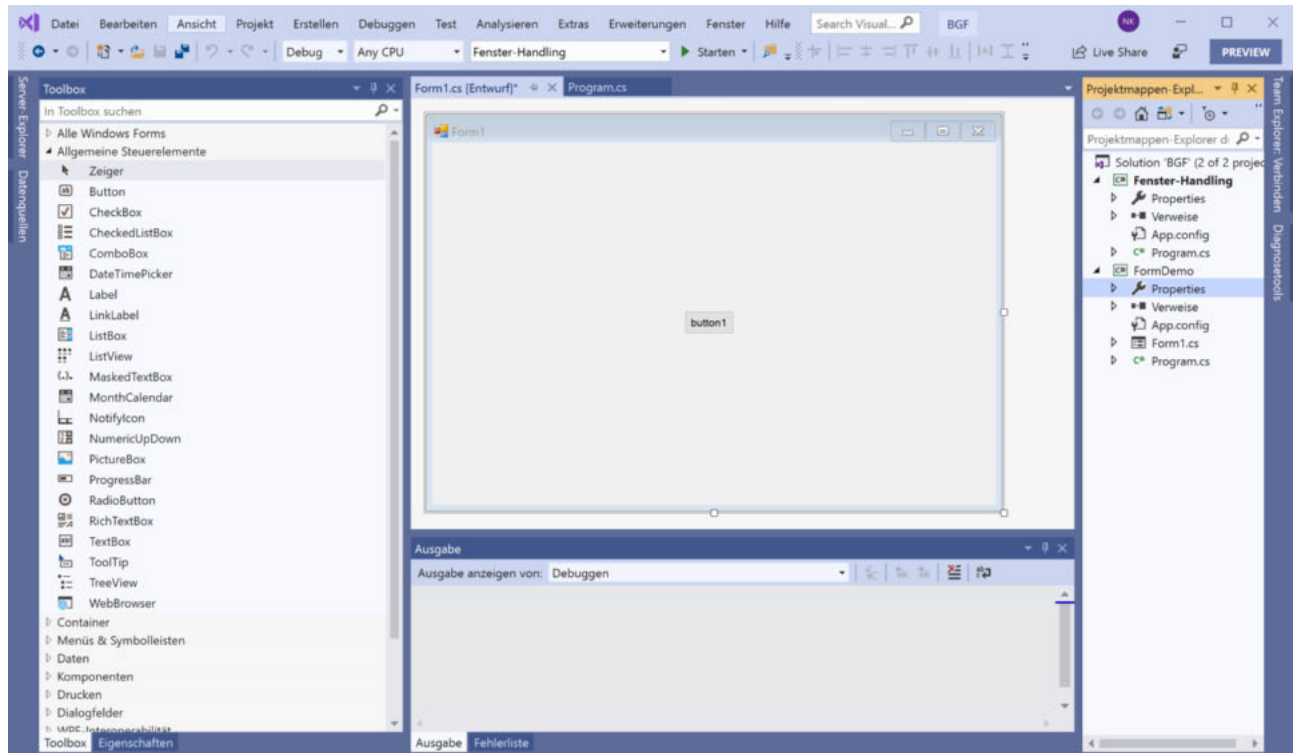 Datei Bearbeiten Ansicht Projekt Erstellen Debuggen Test Analysieren Extras Erweiterungen Fenster Hilfe Search Visual... BGF NK
Debug Any CPU Fenster-Handling Starten Live Share PREVIEW
Server Explorer
Datenquellen
Toolbox
In Toolbox suchen
Alle Windows Forms
Allgemeine Steuerelemente
Zeiger
Button
CheckBox
CheckedListBox
ComboBox
DateTimePicker
Label
LinkLabel
ListBox
ListView
MaskedTextBox
MonthCalendar
NotifyIcon
NumericUpDown
PictureBox
ProgressBar
RadioButton
RichTextBox
TextBox
ToolTip
TreeView
WebBrowser
Container
Menüs & Symbolleisten
Daten
Komponenten
Drucken
Dialogfelder
WPF-Interoperabilität
Toolbox Eigenschaften
Form1.cs [Entwurf]* Program.cs
Form1
button1
Ausgabe
Ausgabe anzeigen von: Debuggen
Ausgabe Fehlerliste
Projektmappen-Expl...
Projektmappen-Explorer d
Solution 'BGF' (2 of 2 projec
Fenster-Handling
Properties
Verweise
App.config
Program.cs
FormDemo
Properties
Verweise
App.config
Form1.cs
Program.cs
Team Explorer: Verbinden
Diagnosetools